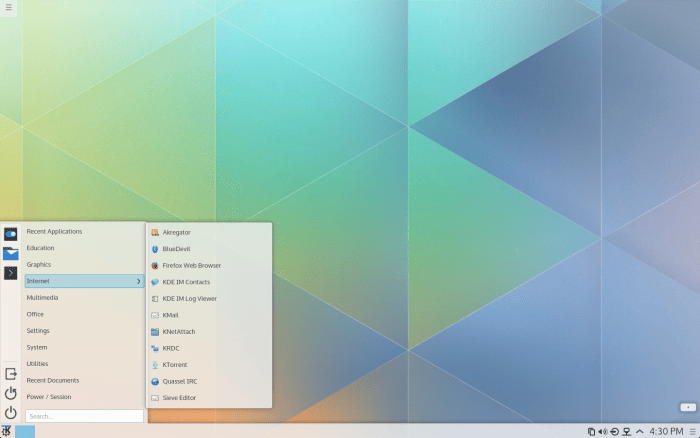 Recent Applications
Education
Graphics
Internet
Multimedia
Office
Settings
System
Utilities
Recent Documents
Power / Session
Search...
Akregator
BlueDevil
Firefox Web Browser
KDE IM Contacts
KDE IM Log Viewer
KMail
KNetAttach
KRDC
KTorrent
Quassel IRC
Sieve Editor
4:30 PM